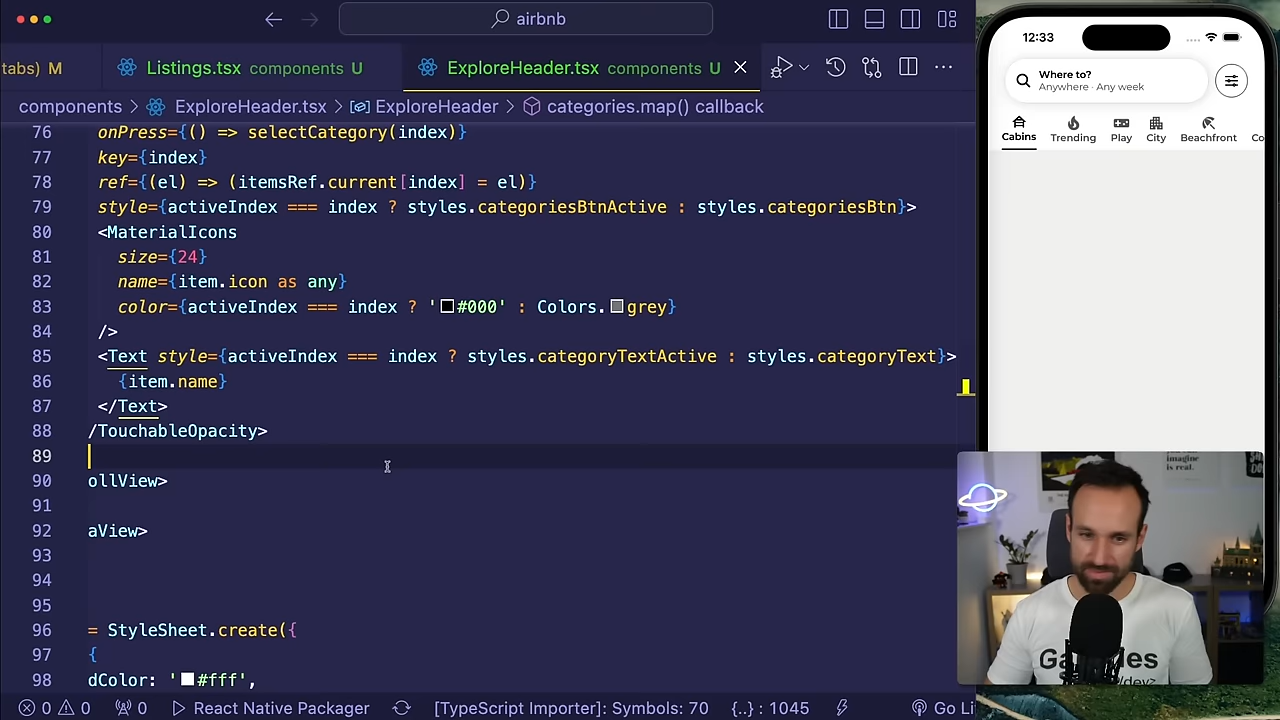 airbnb
tabs) M
Listings.tsx components U
ExploreHeader.tsx components U
components > ExploreHeader.tsx > ExploreHeader > categories.map() callback
76 onPress={() => selectCategory(index)}
77 key={index}
78 ref={(el) => (itemsRef.current[index] = el)}
79 style={activeIndex === index ? styles.categoriesBtnActive : styles.categoriesBtn}>
80 <MaterialIcons
81 size={24}
82 name={item.icon as any}
83 color={activeIndex === index ? '#000' : Colors.grey}
84 />
85 <Text style={activeIndex === index ? styles.categoryTextActive : styles.categoryText}>
86 {item.name}
87 </Text>
88 /TouchableOpacity>
89
90 ollView>
91
92 aView>
93
94
95
96 = StyleSheet.create({
97 {
98 dColor: '#fff',
0 0 0 React Native Packager [TypeScript Importer]: Symbols: 70 {..} : 1045 Go Li
12:33
Where to?
Anywhere · Any week
Cabins Trending Play City Beachfront Co
imagine
is real.
/dev>